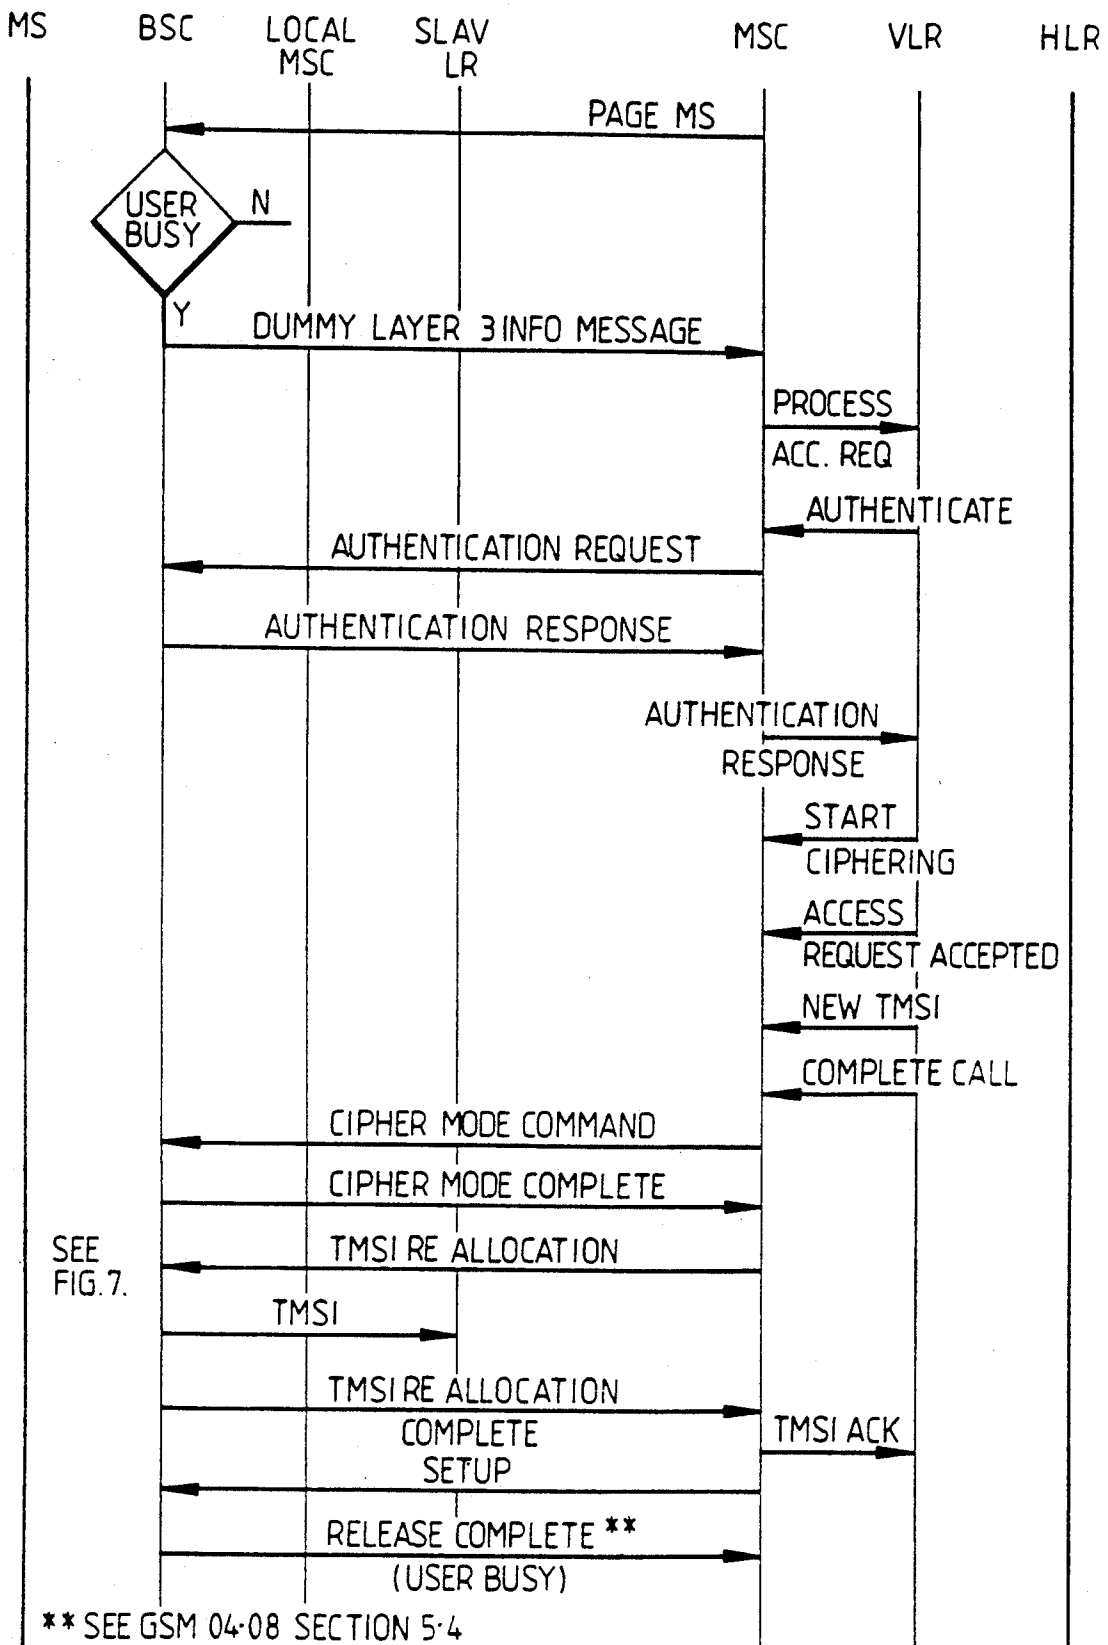 MS BSC LOCAL SLAV MSC VLR HLR
MSC LR
PAGE MS
USER N
BUSY
Y
DUMMY LAYER 3 INFO MESSAGE
PROCESS
ACC. REQ
AUTHENTICATE
AUTHENTICATION REQUEST
AUTHENTICATION RESPONSE
AUTHENTICATION
RESPONSE
START
CIPHERING
ACCESS
REQUEST ACCEPTED
NEW TMSI
COMPLETE CALL
CIPHER MODE COMMAND
CIPHER MODE COMPLETE
SEE
FIG. 7.
TMSI RE ALLOCATION
TMSI
TMSI RE ALLOCATION
COMPLETE
TMSI ACK
SETUP
RELEASE COMPLETE **
(USER BUSY)
** SEE GSM 04·08 SECTION 5·4